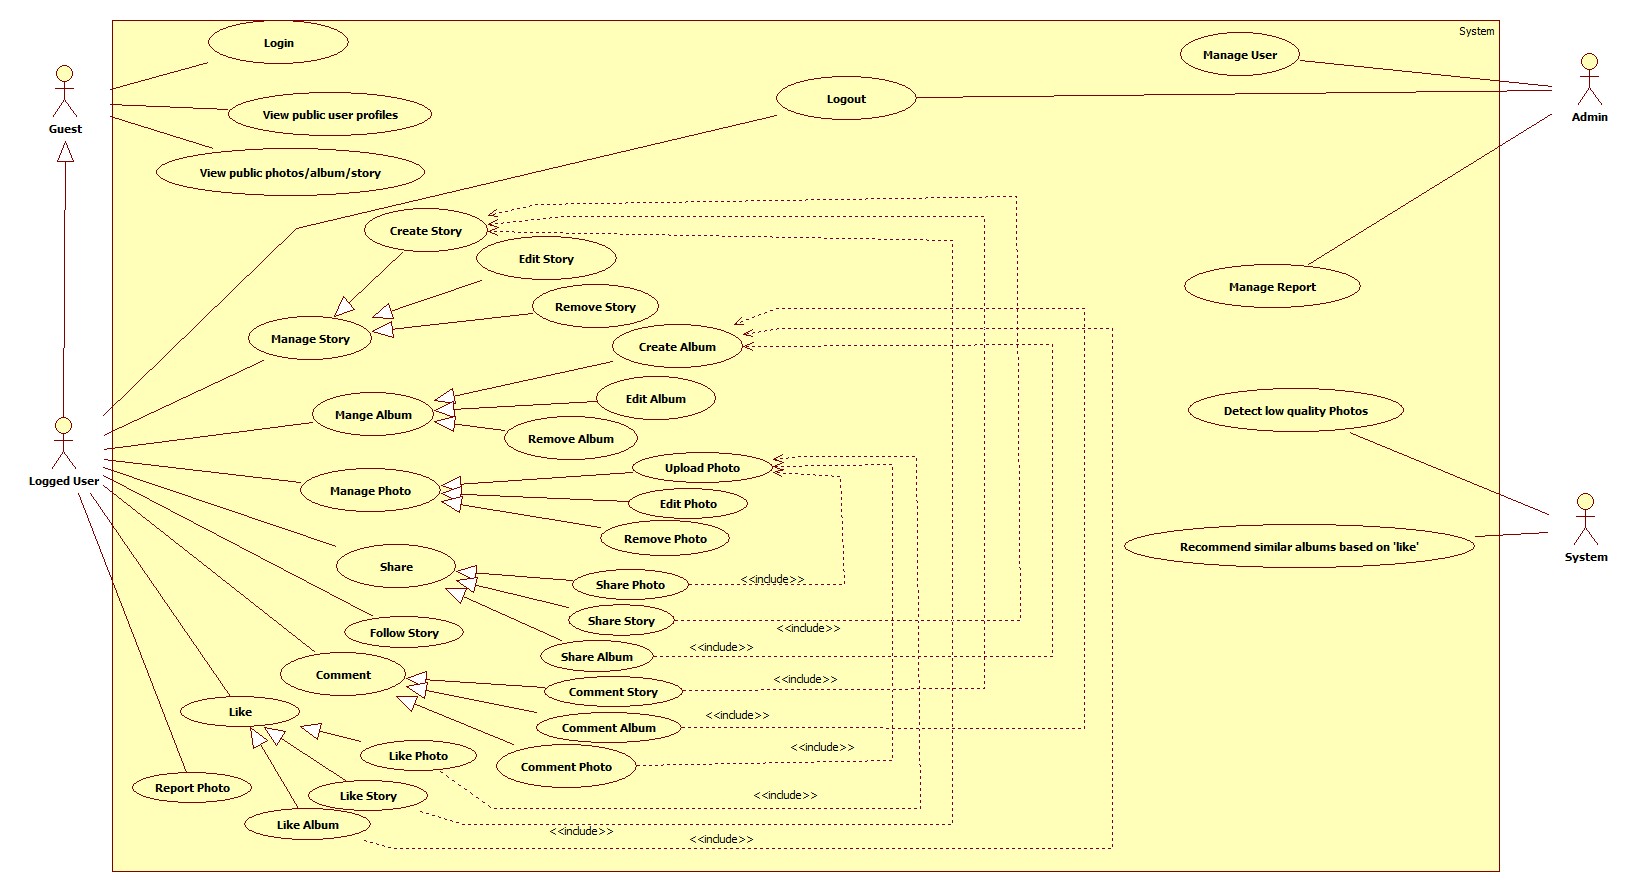 System
Login
Manage User
Logout
View public user profiles
Guest
Admin
View public photos/album/story
Create Story
Edit Story
Manage Report
Remove Story
Manage Story
Create Album
Edit Album
Mange Album
Detect low quality Photos
Remove Album
Upload Photo
Logged User
Manage Photo
Edit Photo
Remove Photo
Recommend similar albums based on 'like'
System
Share
Share Photo
<<include>>
Share Story
<<include>>
Follow Story
<<include>>
Share Album
Comment
<<include>>
Comment Story
Like
<<include>>
Comment Album
<<include>>
Like Photo
Comment Photo
Report Photo
Like Story
<<include>>
Like Album
<<include>>
<<include>>